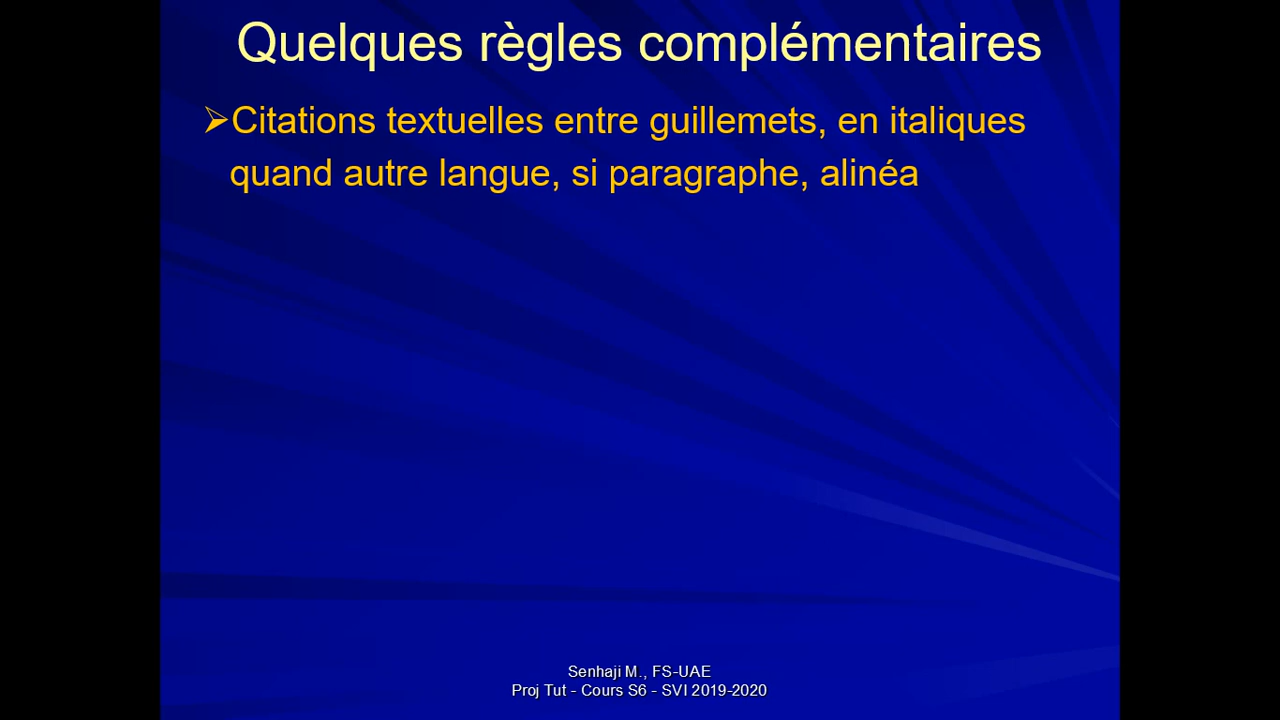 Quelques règles complémentaires
➢Citations textuelles entre guillemets, en italiques
quand autre langue, si paragraphe, alinéa
Senhaji M., FS-UAE
Proj Tut - Cours S6 - SVI 2019-2020